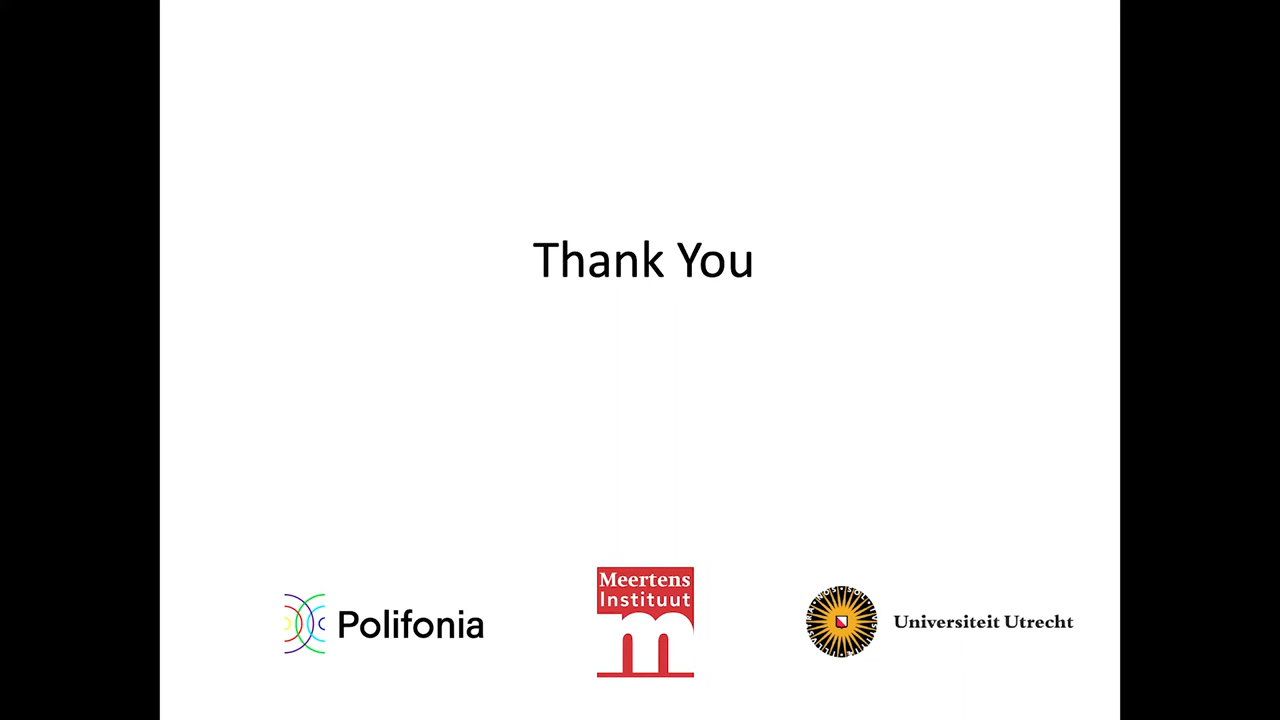 Thank You
Polifonia
Meertens
Instituut
Universiteit Utrecht